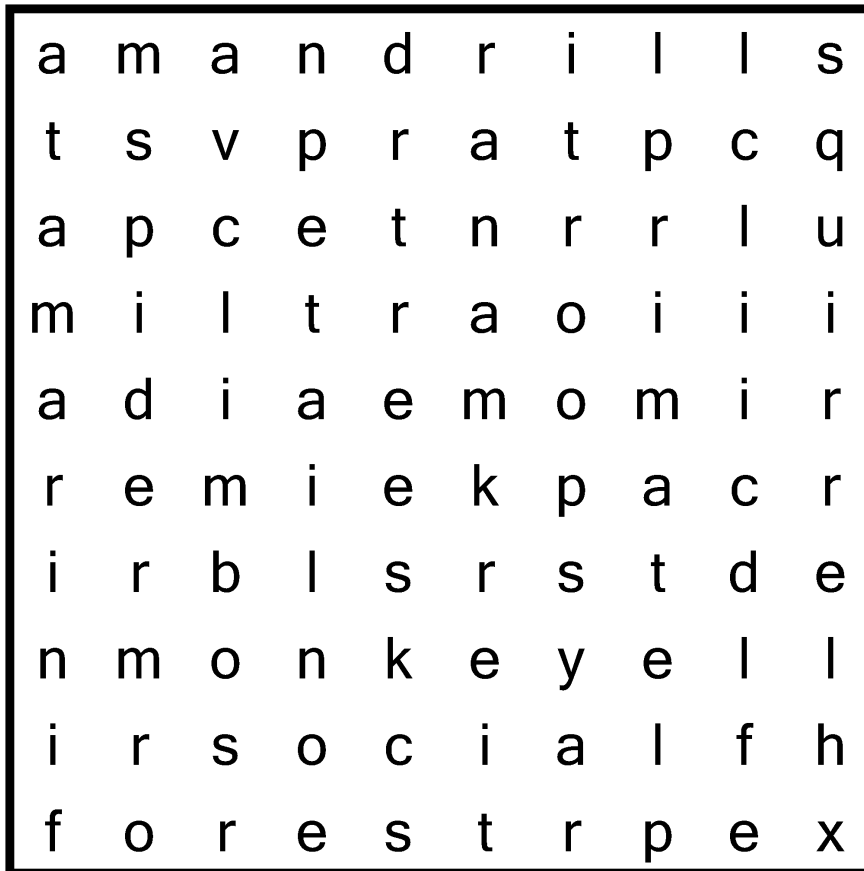 a m a n d r i l l s
t s v p r a t p c q
a p c e t n r r l u
m i l t r a o i i i
a d i a e m o m i r
r e m i e k p a c r
i r b l s r s t d e
n m o n k e y e l l
i r s o c i a l f h
f o r e s t r p e x